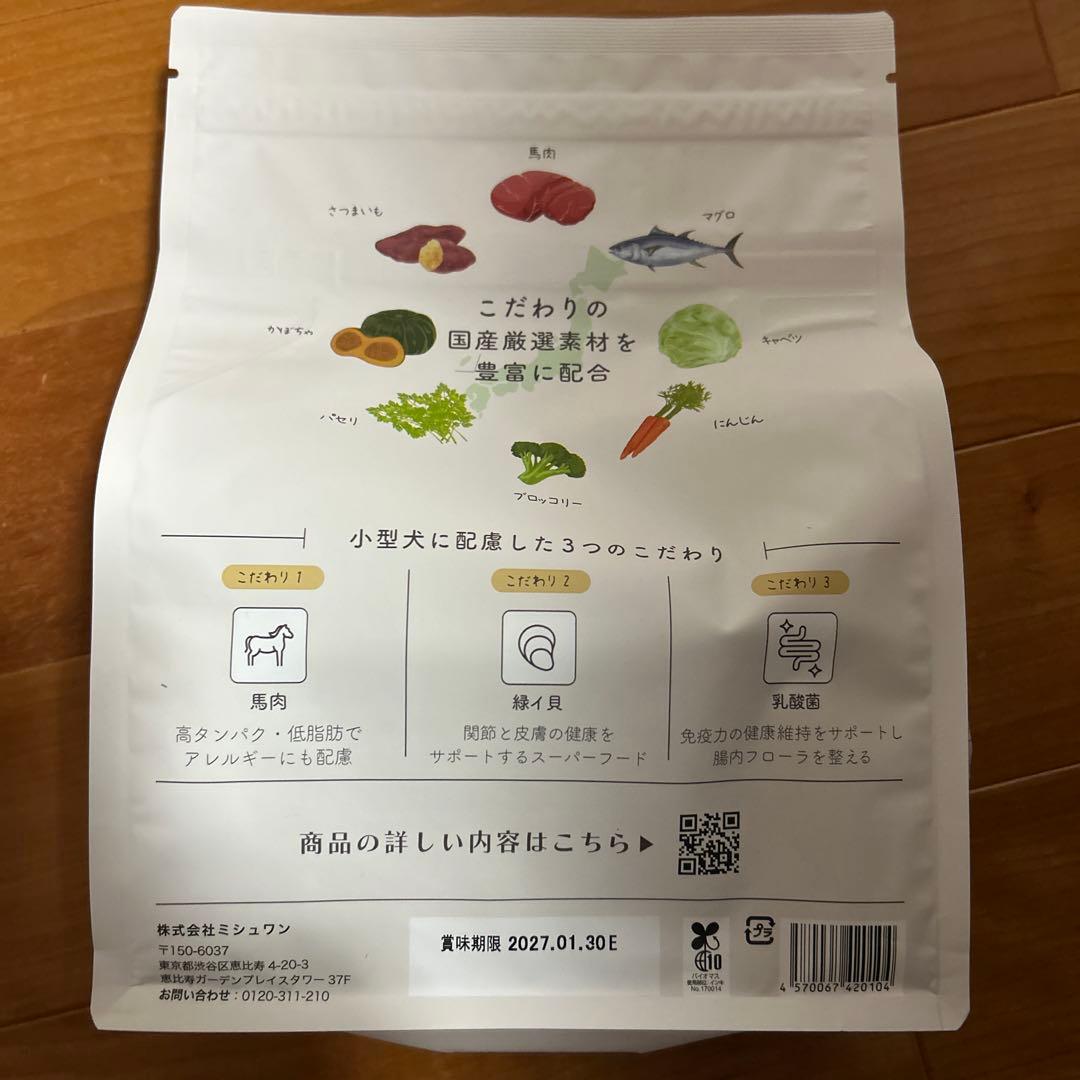 馬肉
さつまいも
マグロ
こだわりの
国産厳選素材を
豊富に配合
かぼちゃ
キャベツ
パセリ
にんじん
ブロッコリー
小型犬に配慮した3つのこだわり
こだわり 1
馬肉
高タンパク・低脂肪で
アレルギーにも配慮
こだわり 2
緑イ貝
関節と皮膚の健康を
サポートするスーパーフード
こだわり 3
乳酸菌
免疫力の健康維持をサポートし
腸内フローラを整える
商品の詳しい内容はこちら▶
株式会社ミシュワン
〒150-6037
東京都渋谷区恵比寿 4-20-3
恵比寿ガーデンプレイスタワー 37F
お問い合わせ：0120-311-210
賞味期限 2027.01.30E
10
バイオマス
No.170014
プラ
4 570067 420104